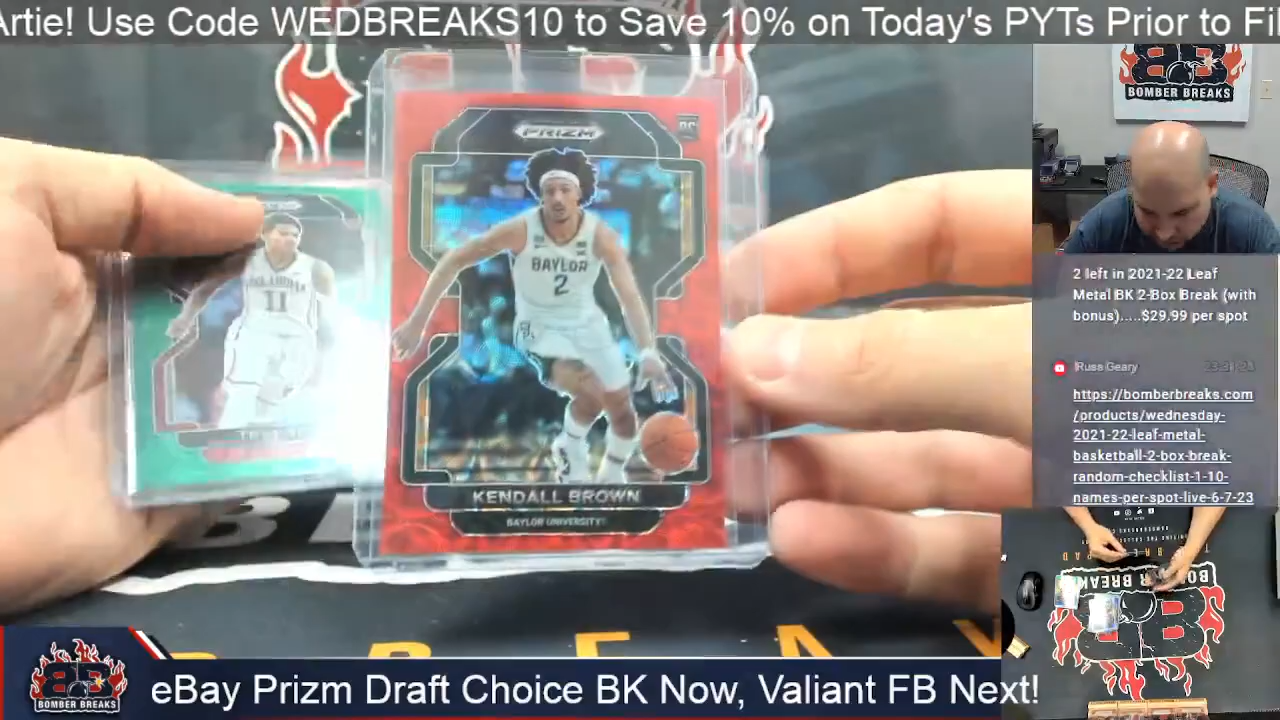 Artie! Use Code WEDBREAKS10 to Save 10% on Today's PYTs Prior to Fil
BOMBER BREAKS
PRIZM
RC
BAYLOR
2
11
KENDALL BROWN
BAYLOR UNIVERSITY
2 left in 2021-22 Leaf
Metal BK 2-Box Break (with
bonus).....$29.99 per spot
Russ Geary
https://bomberbreaks.com
/products/wednesday-
2021-22-leaf-metal-
basketball-2-box-break-
random-checklist-1-10-
names-per-spot-live-6-7-23
BOMBER BREAKS
BB
BOMBER BREAKS
eBay Prizm Draft Choice BK Now, Valiant FB Next!